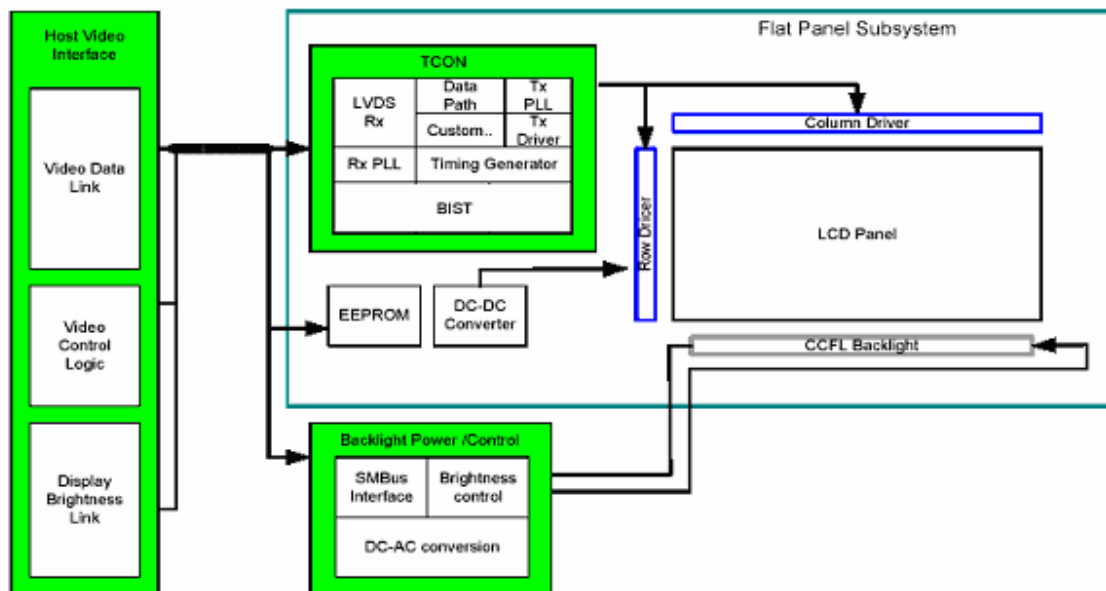 Host Video
Interface
Video Data
Link
Video
Control
Logic
Display
Brightness
Link
Flat Panel Subsystem
TCON
LVDS
Rx
Data
Path
Tx
PLL
Custom..
Tx
Driver
Rx PLL
Timing Generator
BIST
EEPROM
DC-DC
Converter
Row Dricer
Column Driver
LCD Panel
CCFL Backlight
Backlight Power /Control
SMBus
Interface
Brightness
control
DC-AC conversion